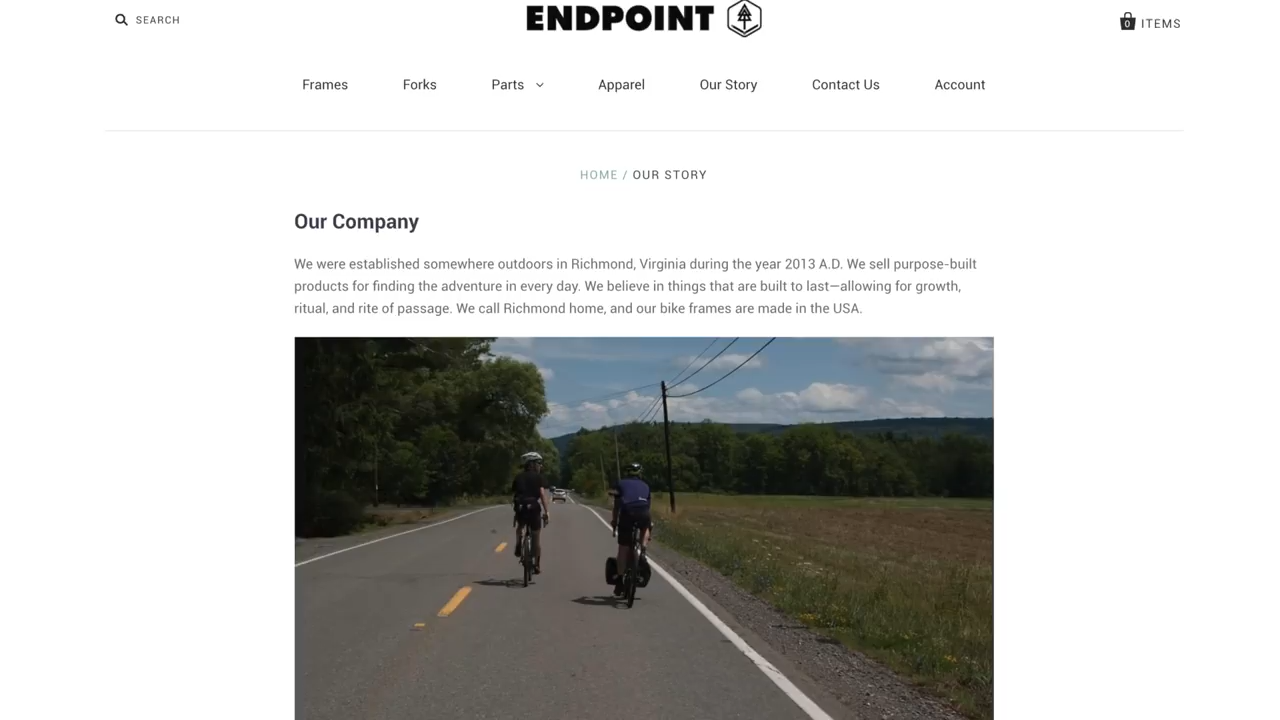 SEARCH
ENDPOINT
0 ITEMS
Frames
Forks
Parts
Apparel
Our Story
Contact Us
Account
HOME / OUR STORY
Our Company
We were established somewhere outdoors in Richmond, Virginia during the year 2013 A.D. We sell purpose-built
products for finding the adventure in every day. We believe in things that are built to last—allowing for growth,
ritual, and rite of passage. We call Richmond home, and our bike frames are made in the USA.